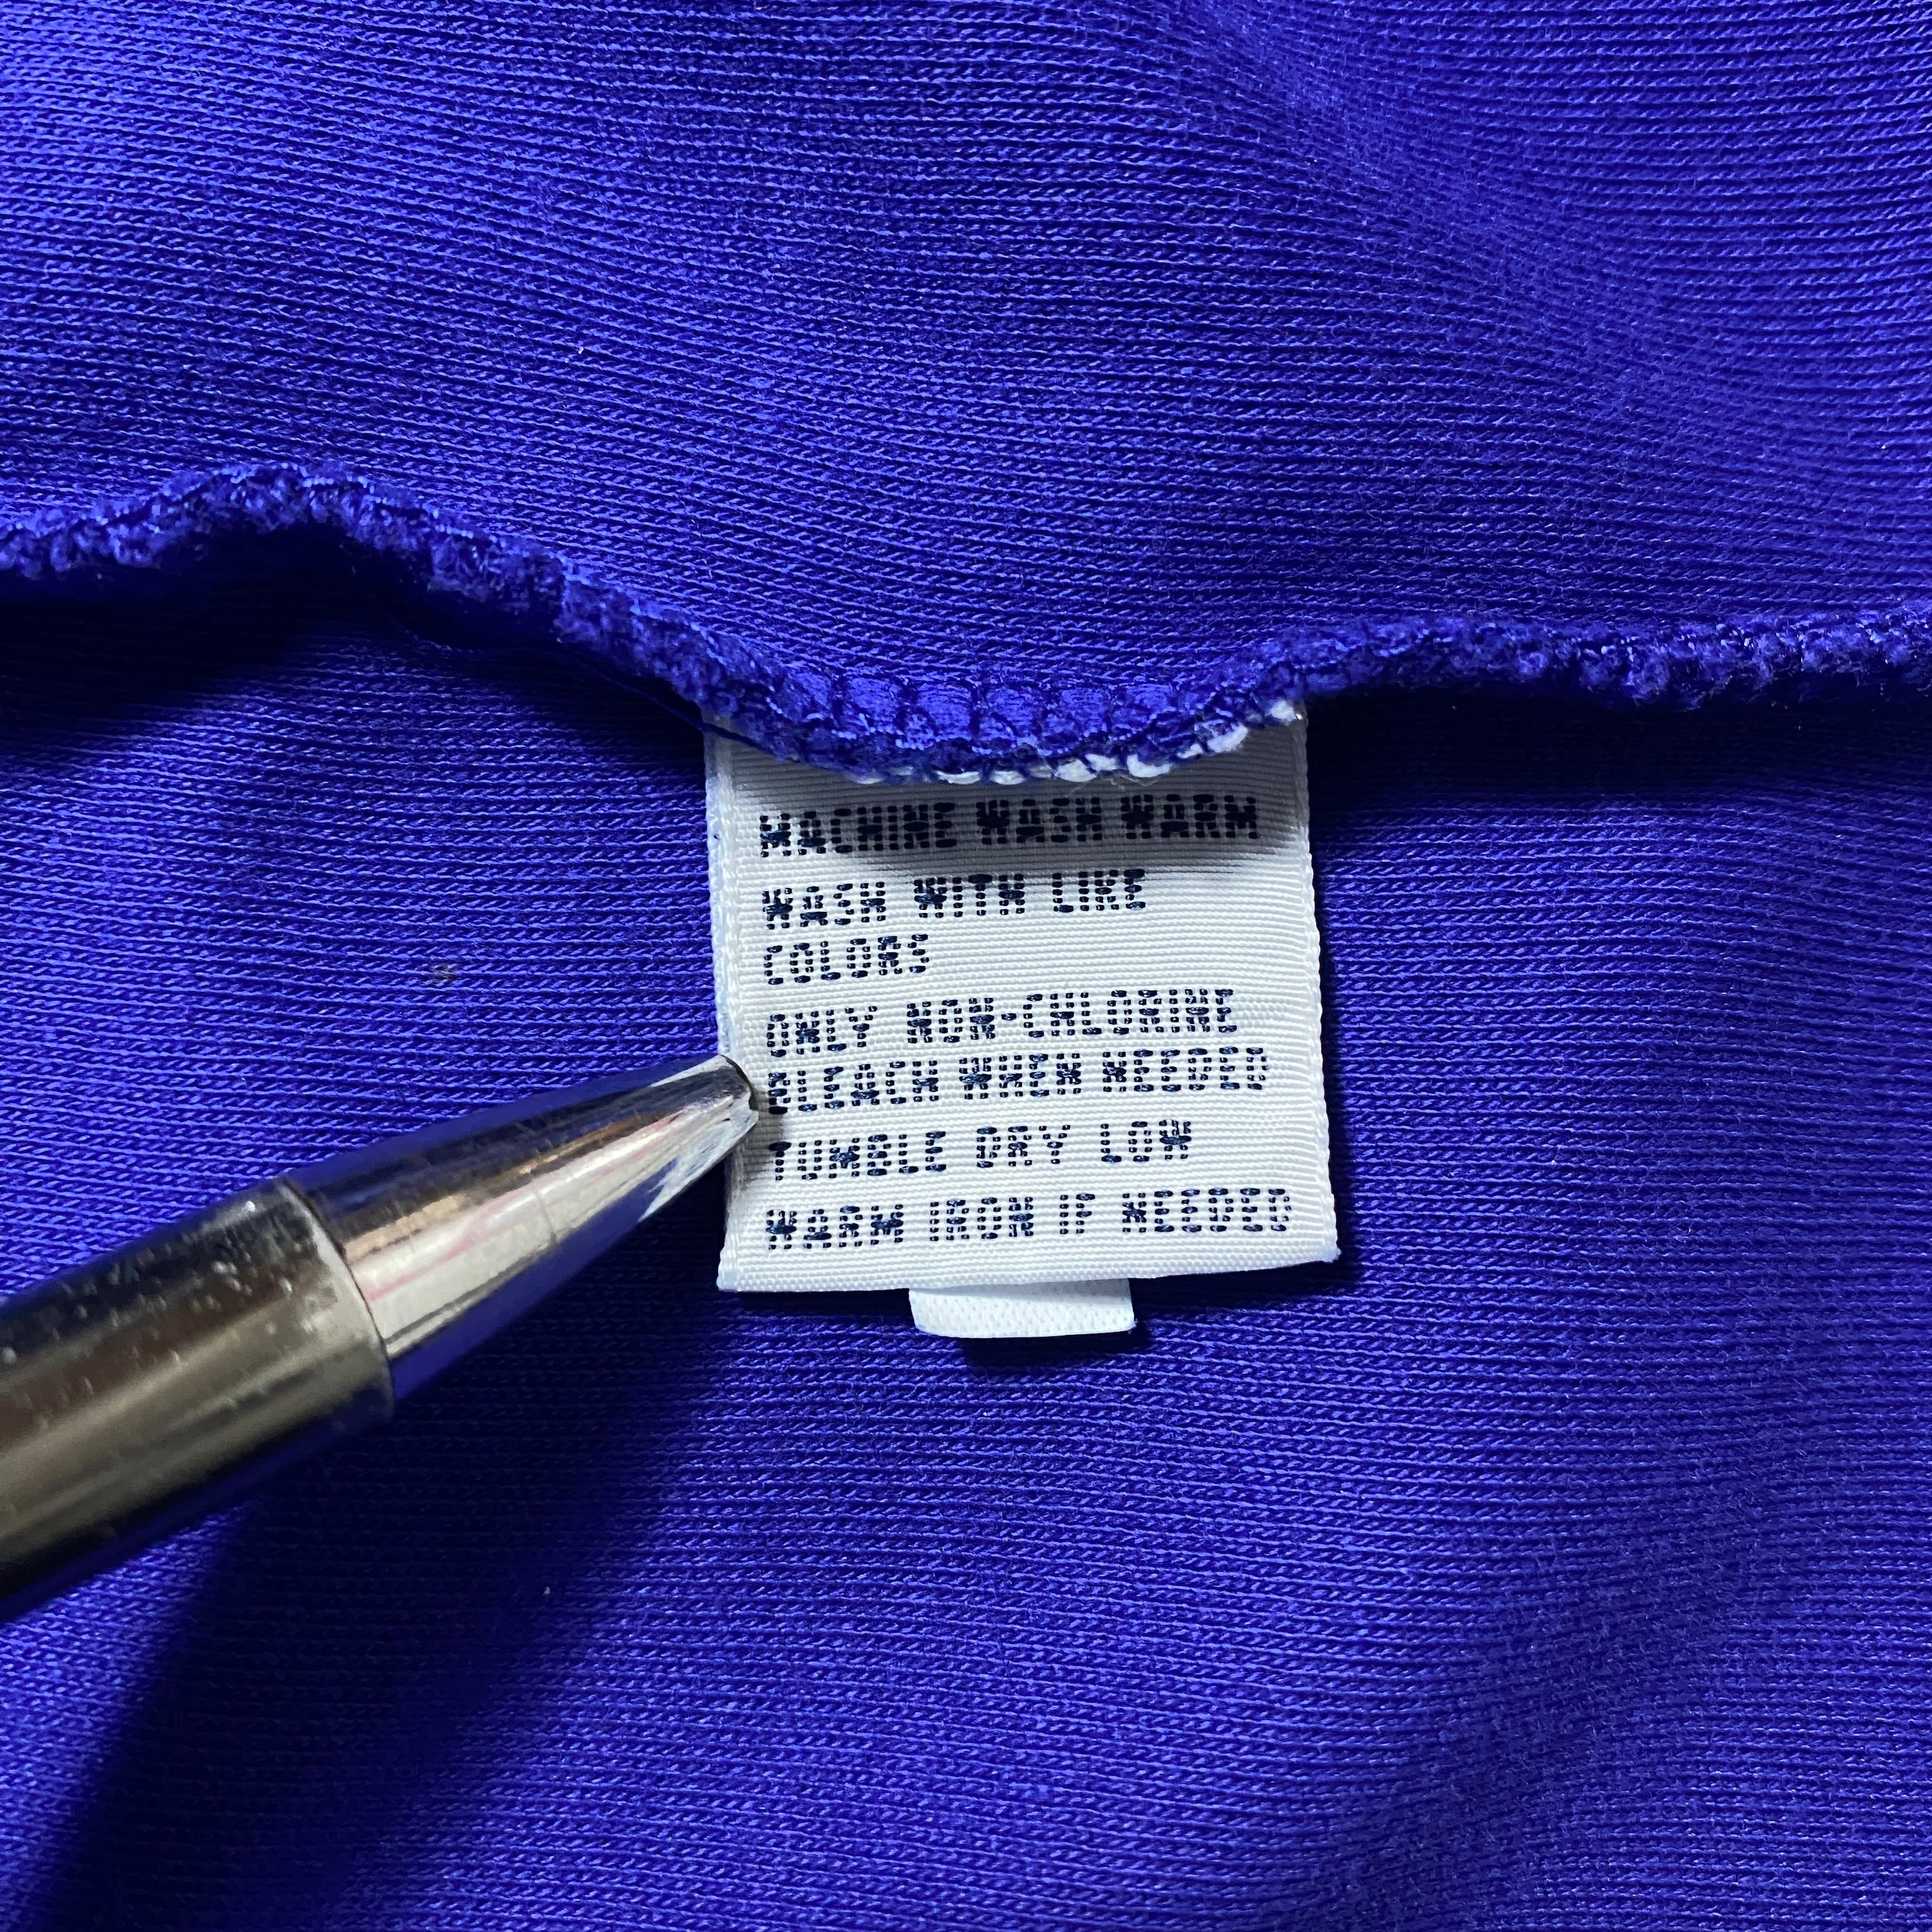 MACHINE WASH WARM
WASH WITH LIKE
COLORS
ONLY NON-CHLORINE
BLEACH WHEN NEEDED
TUMBLE DRY LOW
WARM IRON IF NEEDED